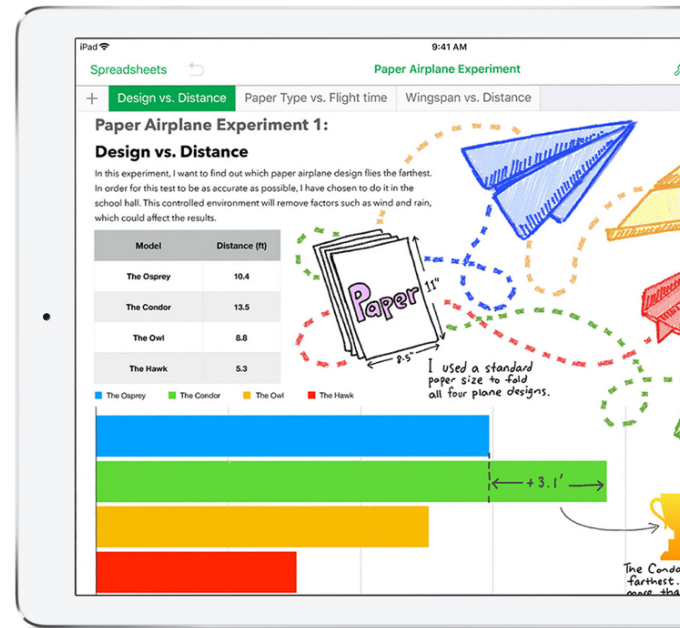 iPad
9:41 AM
Spreadsheets
Paper Airplane Experiment
+
Design vs. Distance
Paper Type vs. Flight time
Wingspan vs. Distance
Paper Airplane Experiment 1:
Design vs. Distance
In this experiment, I want to find out which paper airplane design flies the farthest.
In order for this test to be as accurate as possible, I have chosen to do it in the
school hall. This controlled environment will remove factors such as wind and rain,
which could affect the results.
Model Distance (ft)
The Osprey 10.4
The Condor 13.5
The Owl 8.8
The Hawk 5.3
Paper
11"
8.5"
I used a standard
paper size to fold
all four plane designs.
The Osprey The Condor The Owl The Hawk
+3.1'
The Condo
farthest.
more tha